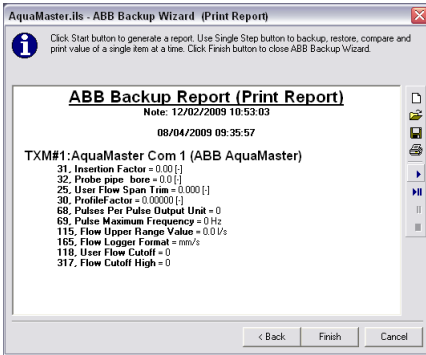 AquaMaster.ils - ABB Backup Wizard (Print Report)
Click Start button to generate a report. Use Single Step button to backup, restore, compare and
print value of a single item at a time. Click Finish button to close ABB Backup Wizard.
ABB Backup Report (Print Report)
Note: 12/02/2009 10:53:03
08/04/2009 09:35:57
TXM#1:AquaMaster Com 1 (ABB AquaMaster)
31, Insertion Factor = 0.00 [-]
32, Probe pipe bore = 0.0 [-]
25, User Flow Span Trim = 0.000 [-]
30, ProfileFactor = 0.00000 [-]
68, Pulses Per Pulse Output Unit = 0
69, Pulse Maximum Frequency = 0 Hz
115, Flow Upper Range Value = 0.0 l/s
165, Flow Logger Format = mm/s
118, User Flow Cutoff = 0
317, Flow Cutoff High = 0
< Back Finish Cancel